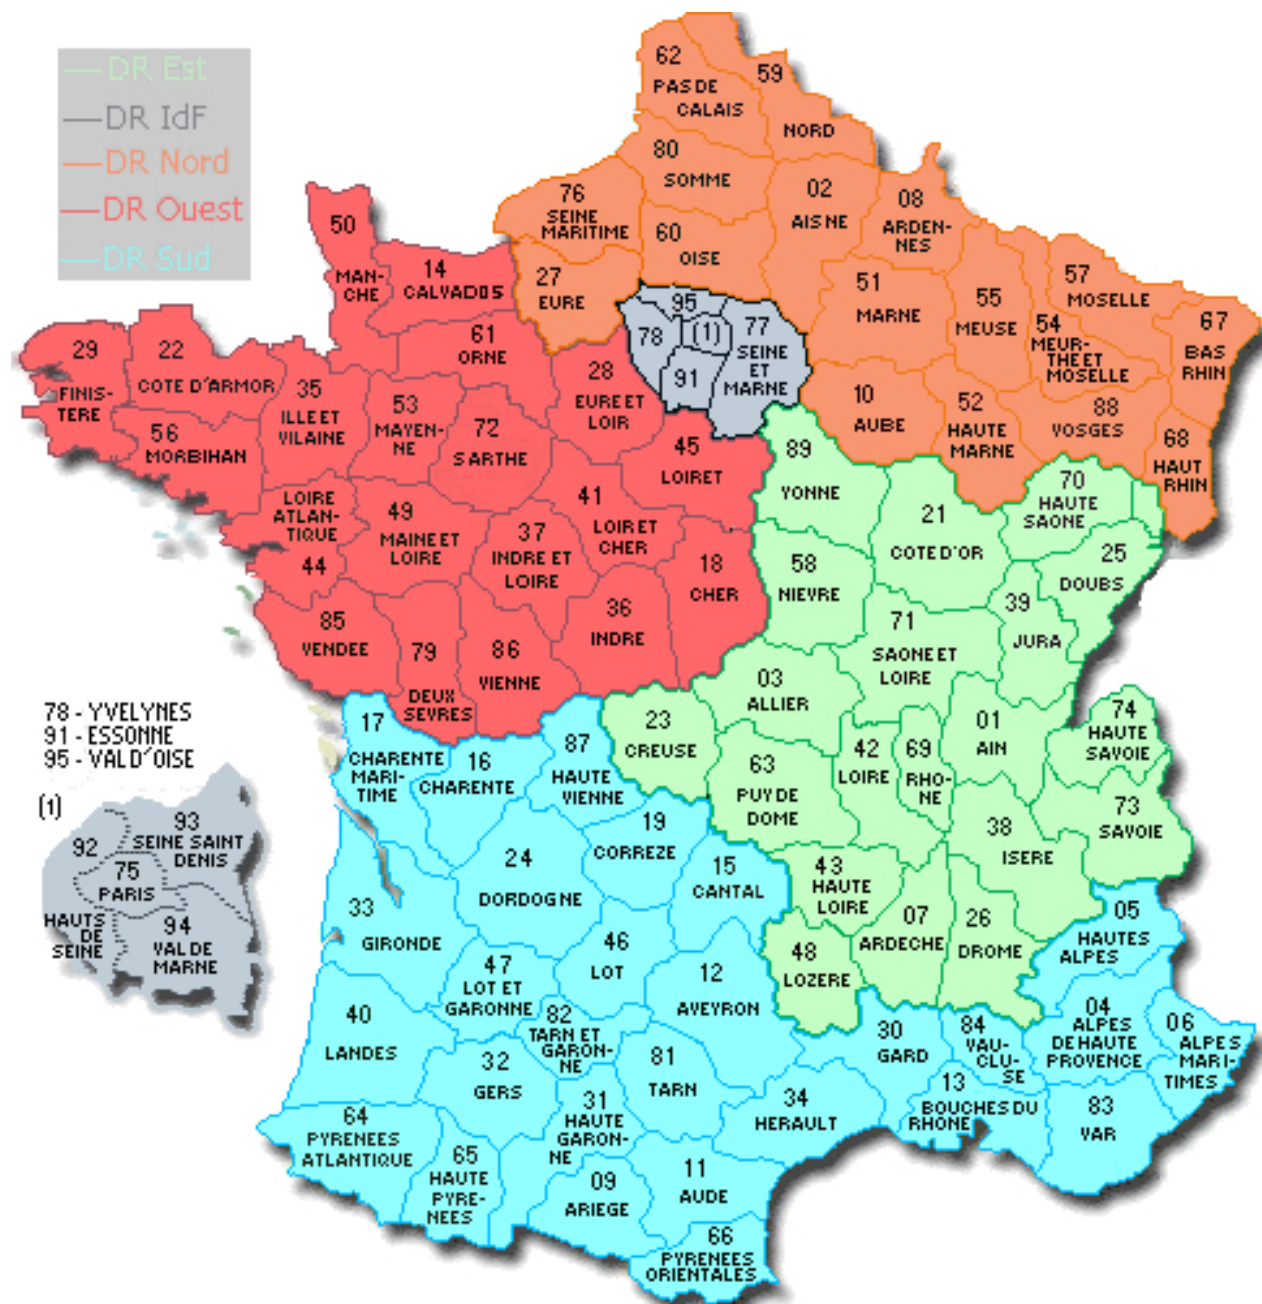 DR Est
DR IdF
DR Nord
DR Ouest
DR Sud
62
PAS DE
CALAIS
59
NORD
80
SOMME
76
SEINE
MARITIME
02
AISNE
08
ARDEN-
NES
60
OISE
27
EURE
51
MARNE
55
MEUSE
57
MOSELLE
54
MEUR-
THE ET
MOSELLE
67
BAS
RHIN
10
AUBE
52
HAUTE
MARNE
88
VOSGES
68
HAUT
RHIN
95
78
(1)
91
77
SEINE
ET
MARNE
50
MAN-
CHE
14
CALVADOS
61
ORNE
29
FINIS-
TERE
22
COTE D'ARMOR
35
ILLE ET
VILAINE
56
MORBIHAN
53
MAYEN-
NE
72
SARTHE
28
EURE ET
LOIR
45
LOIRET
LOIRE
ATLAN-
TIQUE
44
49
MAINE ET
LOIRE
37
INDRE ET
LOIRE
41
LOIR ET
CHER
18
CHER
36
INDRE
85
VENDEE
79
DEUX
SEVRES
86
VIENNE
89
YONNE
21
COTE D'OR
70
HAUTE
SAONE
25
DOUBS
58
NIEVRE
71
SAONE ET
LOIRE
39
JURA
03
ALLIER
23
CREUSE
63
PUY DE
DOME
42
LOIRE
69
RHO-
NE
01
AIN
74
HAUTE
SAVOIE
73
SAVOIE
38
ISERE
43
HAUTE
LOIRE
07
ARDECHE
26
DROME
48
LOZERE
17
CHARENTE
MARI-
TIME
16
CHARENTE
87
HAUTE
VIENNE
19
CORREZE
24
DORDOGNE
15
CANTAL
33
GIRONDE
46
LOT
47
LOT ET
GARONNE
12
AVEYRON
82
TARN ET
GARON-
NE
40
LANDES
32
GERS
81
TARN
31
HAUTE
GARON-
NE
64
PYRENEES
ATLANTIQUE
65
HAUTE
PYRE-
NEES
09
ARIEGE
11
AUDE
66
PYRENEES
ORIENTALES
34
HERAULT
30
GARD
84
VAU-
CLU-
SE
13
BOUCHES DU
RHONE
05
HAUTES
ALPES
04
ALPES
DE HAUTE
PROVENCE
06
ALPES
MARI-
TIMES
83
VAR
78 - YVELYNES
91 - ESSONNE
95 - VAL D'OISE
(1)
92
HAUTS
DE
SEINE
93
SEINE SAINT
DENIS
75
PARIS
94
VAL DE
MARNE